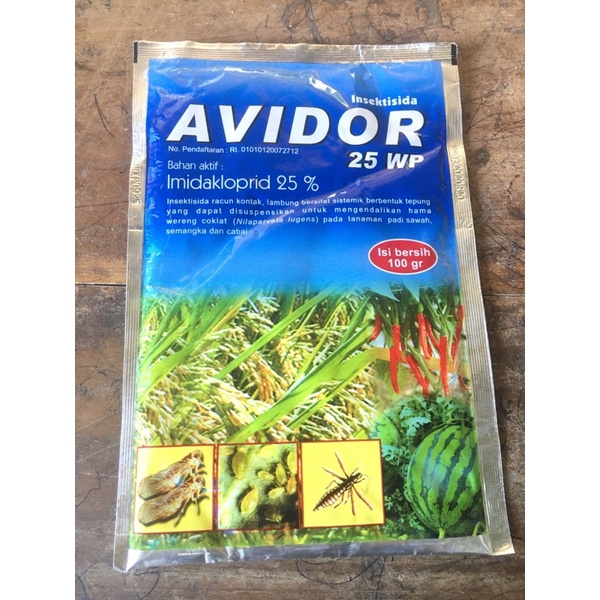 Insektisida
AVIDOR
25 WP
No. Pendaftaran : RI. 01010120072712
Bahan aktif :
Imidakloprid 25 %
Insektisida racun kontak, lambung bersifat sistemik berbentuk tepung
yang dapat disuspensikan untuk mengendalikan hama
wereng coklat (Nilaparvata lugens) pada tanaman padi sawah,
semangka dan cabai
Isi bersih
100 gr